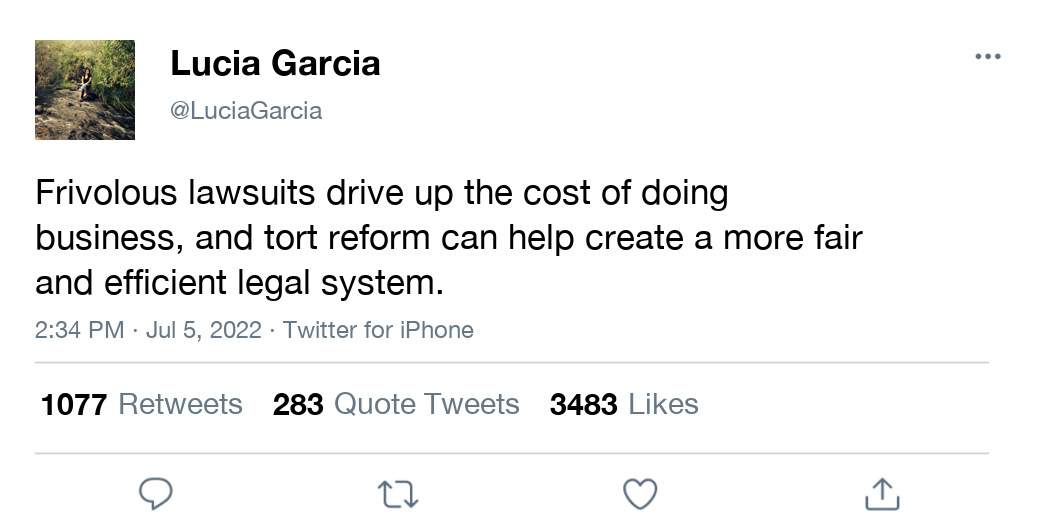 Lucia Garcia
@LuciaGarcia
Frivolous lawsuits drive up the cost of doing
business, and tort reform can help create a more fair
and efficient legal system.
2:34 PM · Jul 5, 2022 · Twitter for iPhone
1077 Retweets 283 Quote Tweets 3483 Likes